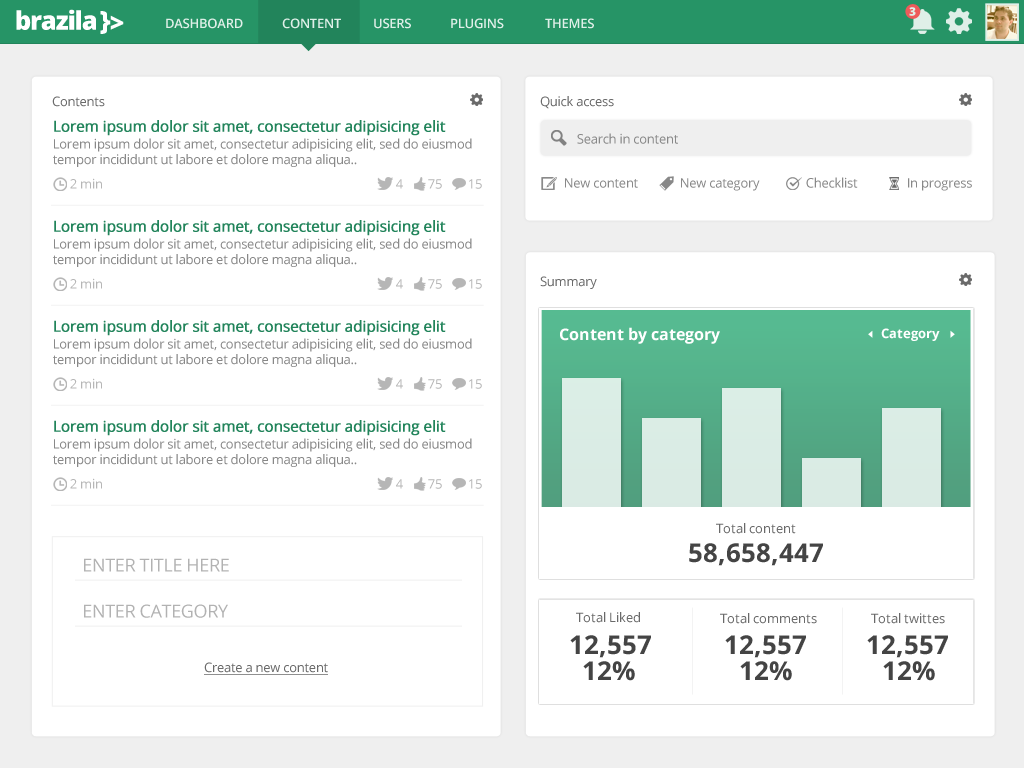 brazila }>
DASHBOARD
CONTENT
USERS
PLUGINS
THEMES
3
Contents
Lorem ipsum dolor sit amet, consectetur adipisicing elit
Lorem ipsum dolor sit amet, consectetur adipisicing elit, sed do eiusmod
tempor incididunt ut labore et dolore magna aliqua..
2 min 4 75 15
Lorem ipsum dolor sit amet, consectetur adipisicing elit
Lorem ipsum dolor sit amet, consectetur adipisicing elit, sed do eiusmod
tempor incididunt ut labore et dolore magna aliqua..
2 min 4 75 15
Lorem ipsum dolor sit amet, consectetur adipisicing elit
Lorem ipsum dolor sit amet, consectetur adipisicing elit, sed do eiusmod
tempor incididunt ut labore et dolore magna aliqua..
2 min 4 75 15
Lorem ipsum dolor sit amet, consectetur adipisicing elit
Lorem ipsum dolor sit amet, consectetur adipisicing elit, sed do eiusmod
tempor incididunt ut labore et dolore magna aliqua..
2 min 4 75 15
ENTER TITLE HERE
ENTER CATEGORY
Create a new content
Quick access
Search in content
New content New category Checklist In progress
Summary
Content by category
Category
Total content
58,658,447
Total Liked
12,557
12%
Total comments
12,557
12%
Total twittes
12,557
12%